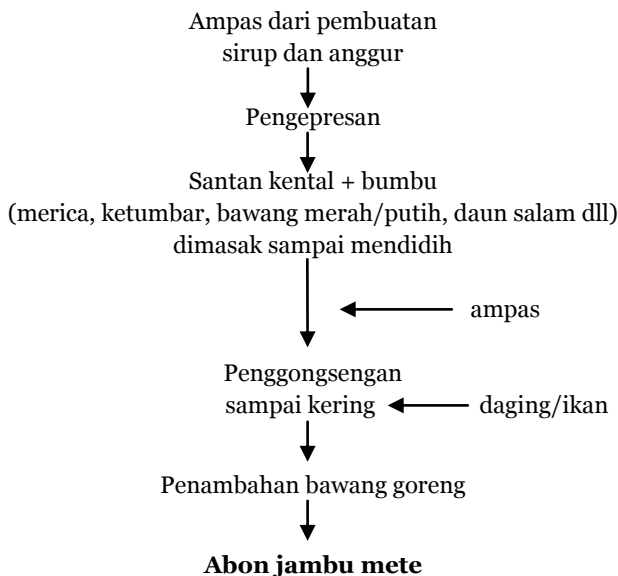 Ampas dari pembuatan
sirup dan anggur
Pengepresan
Santan kental + bumbu
(merica, ketumbar, bawang merah/putih, daun salam dll)
dimasak sampai mendidih
ampas
Penggongsengan
sampai kering
daging/ikan
Penambahan bawang goreng
Abon jambu mete